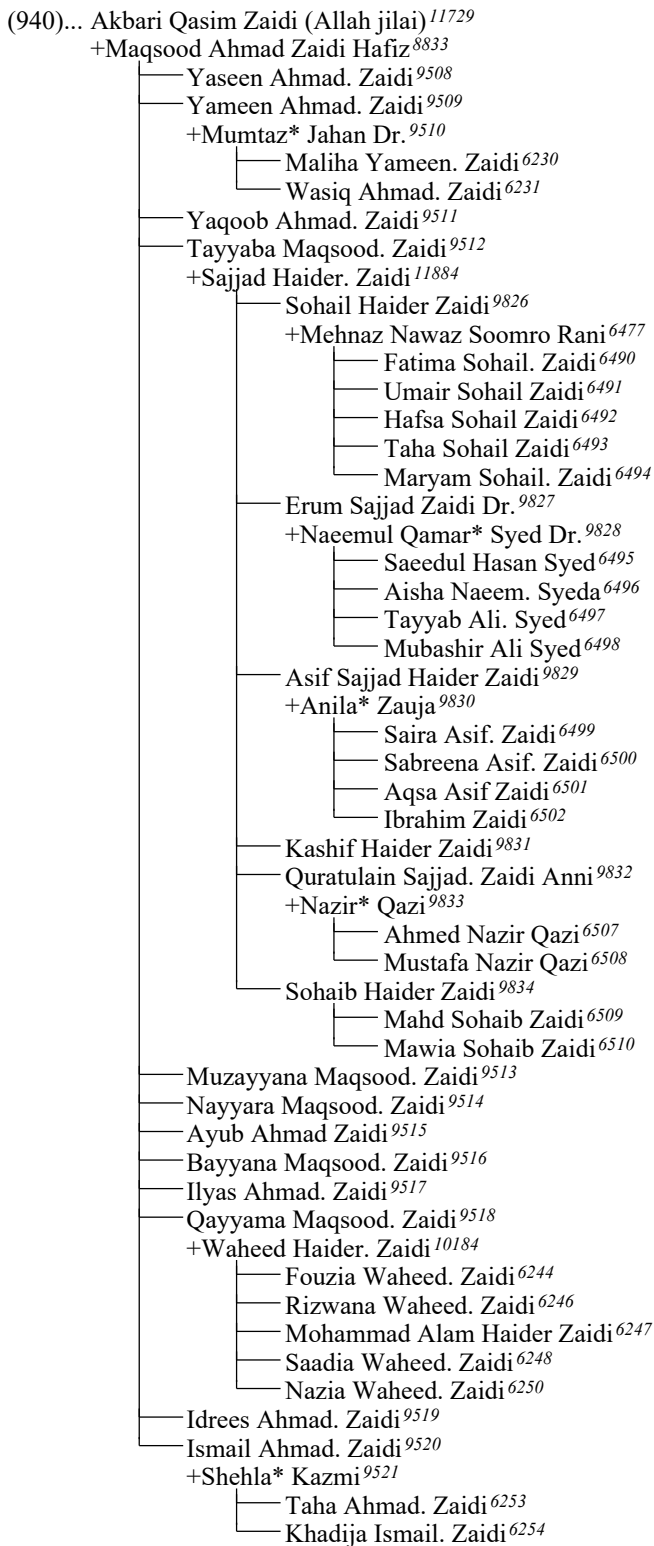 (940)... Akbari Qasim Zaidi (Allah jilai) 11729
+Maqsood Ahmad Zaidi Hafiz 8833
Yaseen Ahmad. Zaidi 9508
Yameen Ahmad. Zaidi 9509
+Mumtaz* Jahan Dr. 9510
Maliha Yameen. Zaidi 6230
Wasiq Ahmad. Zaidi 6231
Yaqoob Ahmad. Zaidi 9511
Tayyaba Maqsood. Zaidi 9512
+Sajjad Haider. Zaidi 11884
Sohail Haider Zaidi 9826
+Mehnaz Nawaz Soomro Rani 6477
Fatima Sohail. Zaidi 6490
Umair Sohail Zaidi 6491
Hafsa Sohail Zaidi 6492
Taha Sohail Zaidi 6493
Maryam Sohail. Zaidi 6494
Erum Sajjad Zaidi Dr. 9827
+Naeemul Qamar* Syed Dr. 9828
Saeedul Hasan Syed 6495
Aisha Naeem. Syeda 6496
Tayyab Ali. Syed 6497
Mubashir Ali Syed 6498
Asif Sajjad Haider Zaidi 9829
+Anila* Zauja 9830
Saira Asif. Zaidi 6499
Sabreena Asif. Zaidi 6500
Aqsa Asif Zaidi 6501
Ibrahim Zaidi 6502
Kashif Haider Zaidi 9831
Quratulain Sajjad. Zaidi Anni 9832
+Nazir* Qazi 9833
Ahmed Nazir Qazi 6507
Mustafa Nazir Qazi 6508
Sohaib Haider Zaidi 9834
Mahd Sohaib Zaidi 6509
Mawia Sohaib Zaidi 6510
Muzayyana Maqsood. Zaidi 9513
Nayyara Maqsood. Zaidi 9514
Ayub Ahmad Zaidi 9515
Bayyana Maqsood. Zaidi 9516
Ilyas Ahmad. Zaidi 9517
Qayyama Maqsood. Zaidi 9518
+Waheed Haider. Zaidi 10184
Fouzia Waheed. Zaidi 6244
Rizwana Waheed. Zaidi 6246
Mohammad Alam Haider Zaidi 6247
Saadia Waheed. Zaidi 6248
Nazia Waheed. Zaidi 6250
Idrees Ahmad. Zaidi 9519
Ismail Ahmad. Zaidi 9520
+Shehla* Kazmi 9521
Taha Ahmad. Zaidi 6253
Khadija Ismail. Zaidi 6254